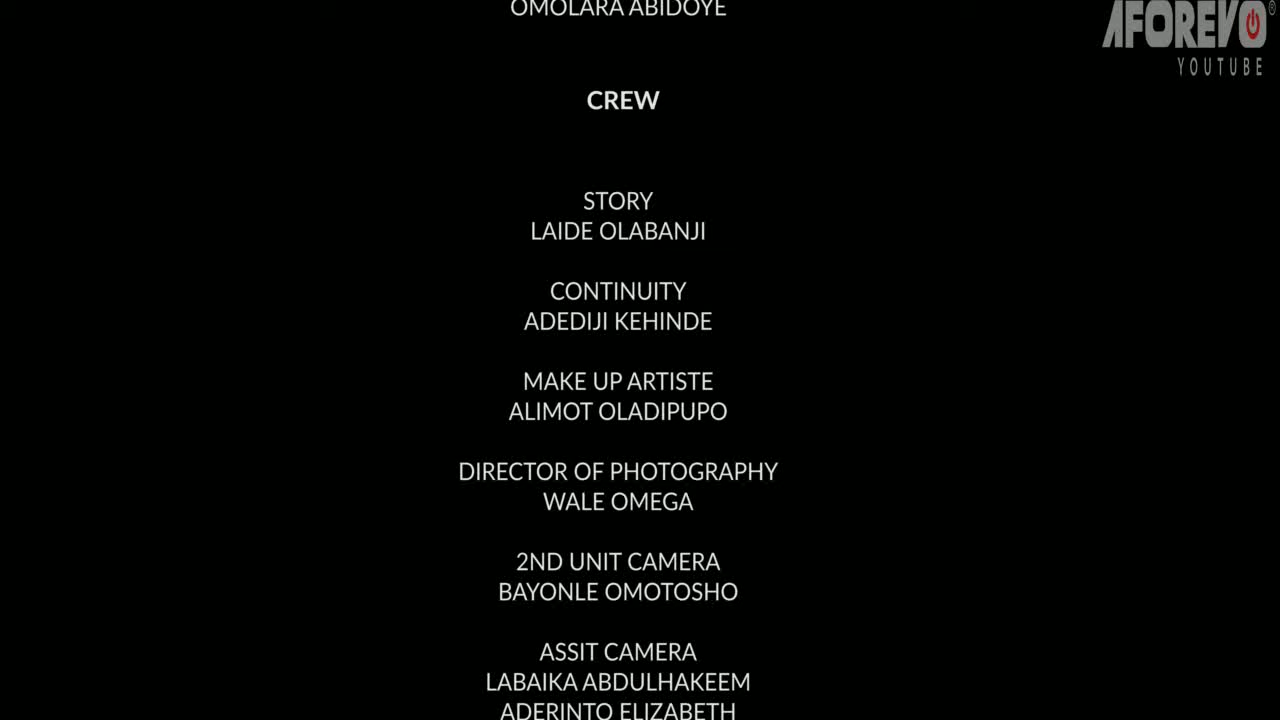 OMOLARA ABIDOYE
AFOREVO®
YOUTUBE
CREW
STORY
LAIDE OLABANJI
CONTINUITY
ADEDIJI KEHINDE
MAKE UP ARTISTE
ALIMOT OLADIPUPO
DIRECTOR OF PHOTOGRAPHY
WALE OMEGA
2ND UNIT CAMERA
BAYONLE OMOTOSHO
ASSIT CAMERA
LABAIKA ABDULHAKEEM
ADERINTO ELIZABETH